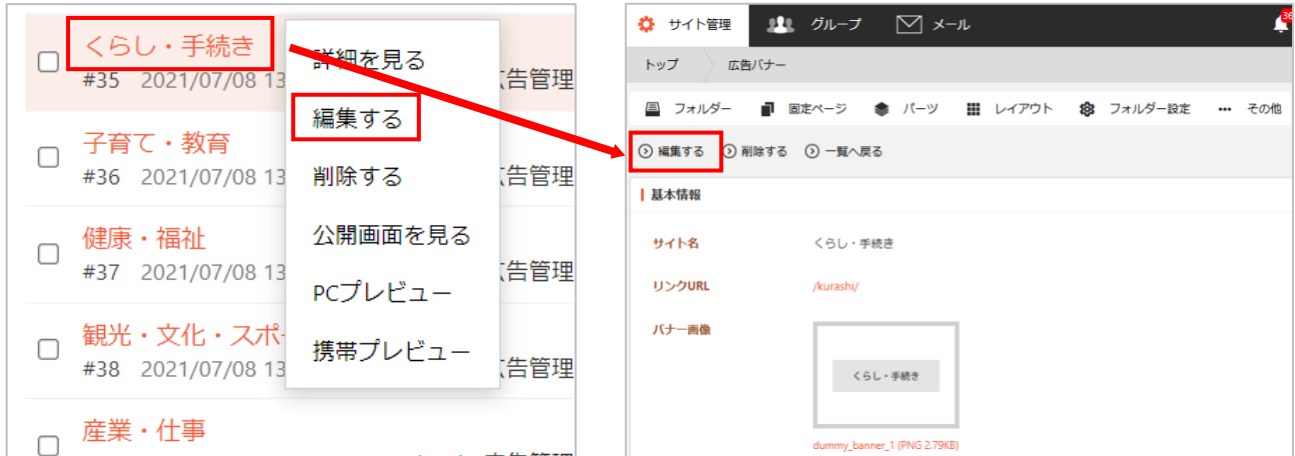 くらし・手続き
#35 2021/07/08 13
広告管理
子育て・教育
#36 2021/07/08 13
広告管理
健康・福祉
#37 2021/07/08 13
広告管理
観光・文化・スポー
#38 2021/07/08 13
広告管理
産業・仕事
広告管理
詳細を見る
編集する
削除する
公開画面を見る
PCプレビュー
携帯プレビュー
サイト管理 グループ メール 36
トップ 広告バナー
フォルダー 固定ページ パーツ レイアウト フォルダー設定 その他
編集する 削除する 一覧へ戻る
基本情報
サイト名 くらし・手続き
リンクURL /kurashi/
バナー画像
くらし・手続き
dummy_banner_1 (PNG 2.79KB)